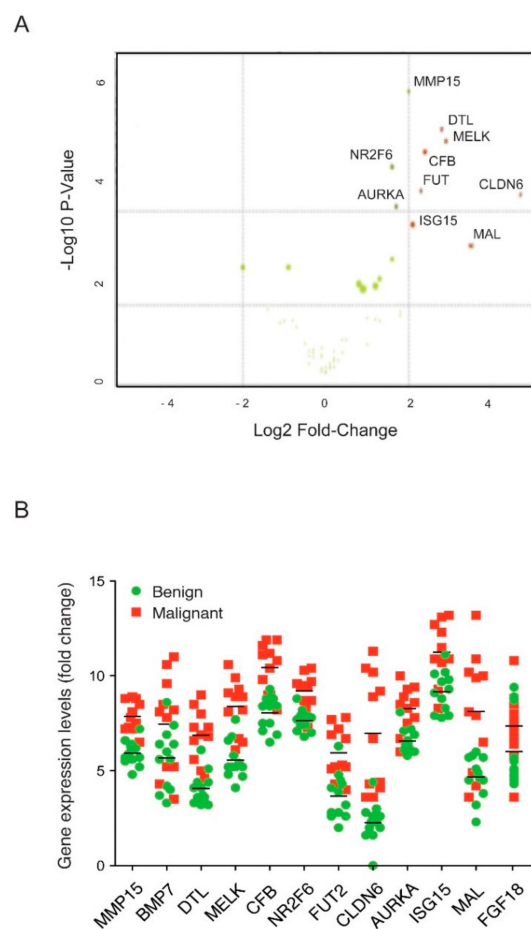 A
6
MMP15
DTL
MELK
NR2F6
CFB
4
FUT
CLDN6
AURKA
ISG15
MAL
2
0
-Log10 P-Value
- 4
- 2
0
2
4
Log2 Fold-Change
B
15
Benign
Malignant
10
5
0
Gene expression levels (fold change)
MMP15
BMP7
DTL
MELK
CFB
NR2F6
FUT2
CLDN6
AURKA
ISG15
MAL
FGF18